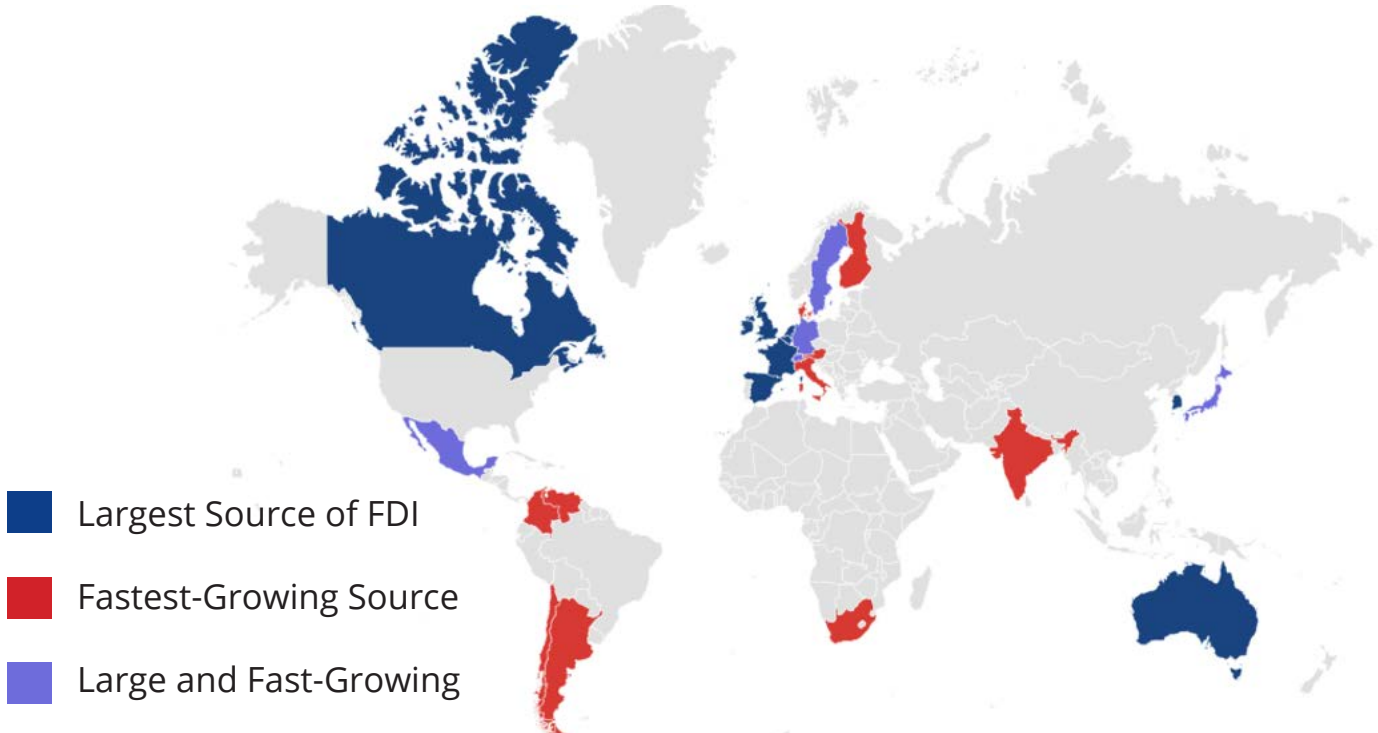 Largest Source of FDI
Fastest-Growing Source
Large and Fast-Growing